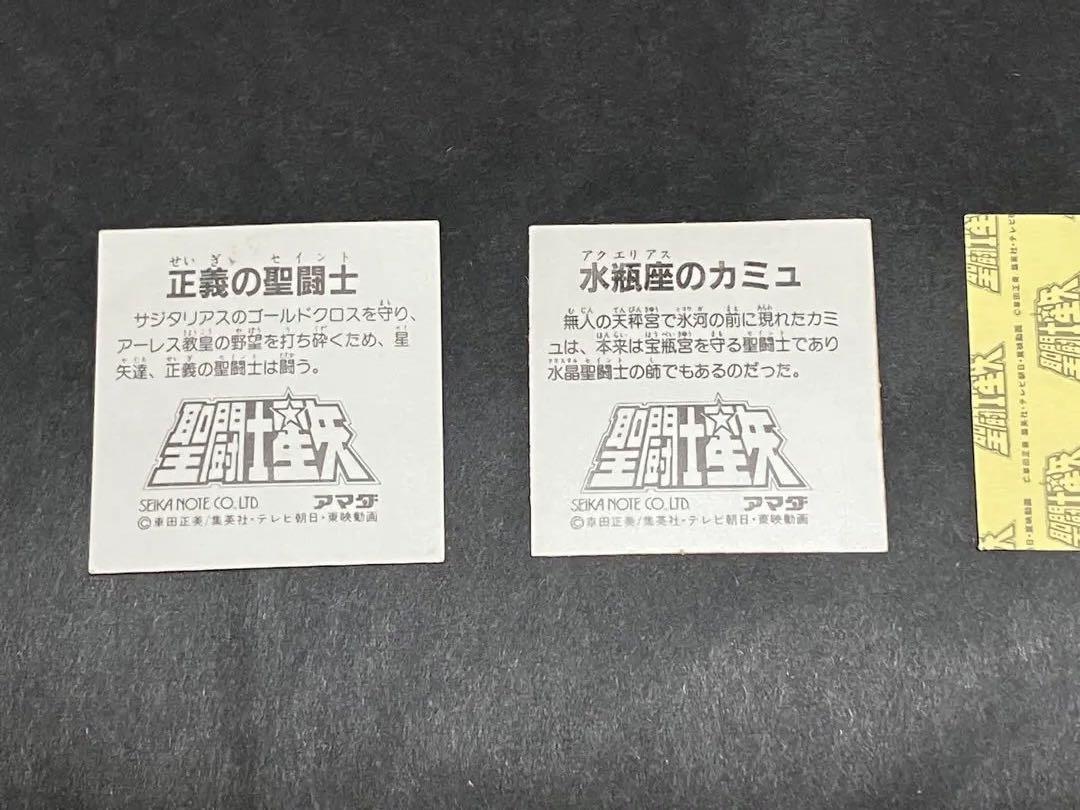 せいぎ セイント
正義の聖闘士
サジタリアスのゴールドクロスを守り、
アーレス教皇の野望を打ち砕くため、星
矢達、正義の聖闘士は闘う。
聖闘士星矢
SEIKA NOTE CO., LTD. アマダ
©車田正美/集英社・テレビ朝日・東映動画
アクエリアス
水瓶座のカミュ
無人の天秤宮で氷河の前に現れたカミ
ュは、本来は宝瓶宮を守る聖闘士であり
水晶聖闘士の師でもあるのだった。
聖闘士星矢
SEIKA NOTE CO., LTD. アマダ
©車田正美/集英社・テレビ朝日・東映動画
聖闘士星矢